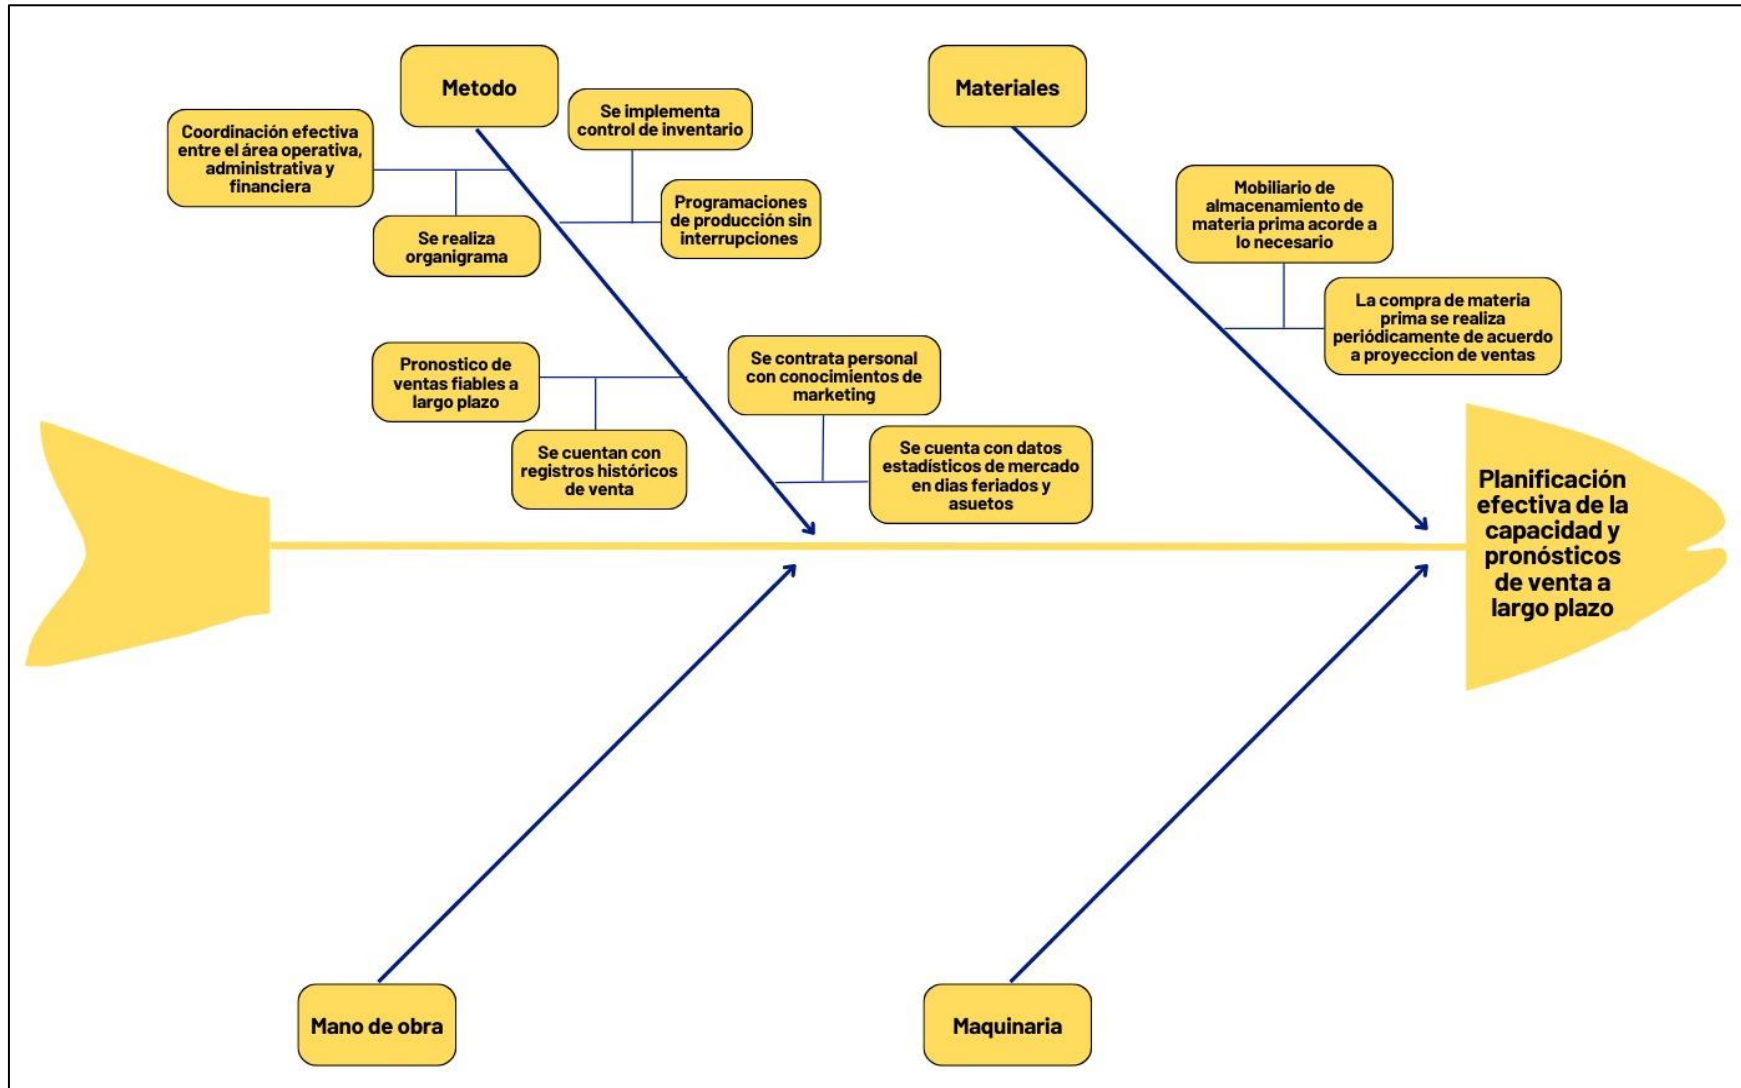 Metodo
Materiales
Se implementa
control de inventario
Coordinación efectiva
entre el área operativa,
administrativa y
financiera
Programaciones
de producción sin
interrupciones
Se realiza
organigrama
Mobiliario de
almacenamiento de
materia prima acorde a
lo necesario
La compra de materia
prima se realiza
periódicamente de acuerdo
a proyeccion de ventas
Pronostico de
ventas fiables a
largo plazo
Se contrata personal
con conocimientos de
marketing
Se cuentan con
registros históricos
de venta
Se cuenta con datos
estadísticos de mercado
en dias feriados y
asuetos
Planificación
efectiva de la
capacidad y
pronósticos
de venta a
largo plazo
Mano de obra
Maquinaria